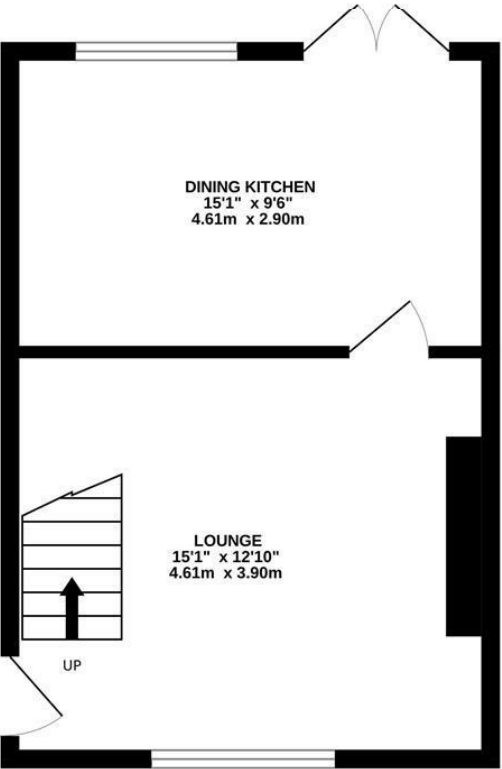 DINING KITCHEN
15'1" x 9'6"
4.61m x 2.90m
LOUNGE
15'1" x 12'10"
4.61m x 3.90m
UP